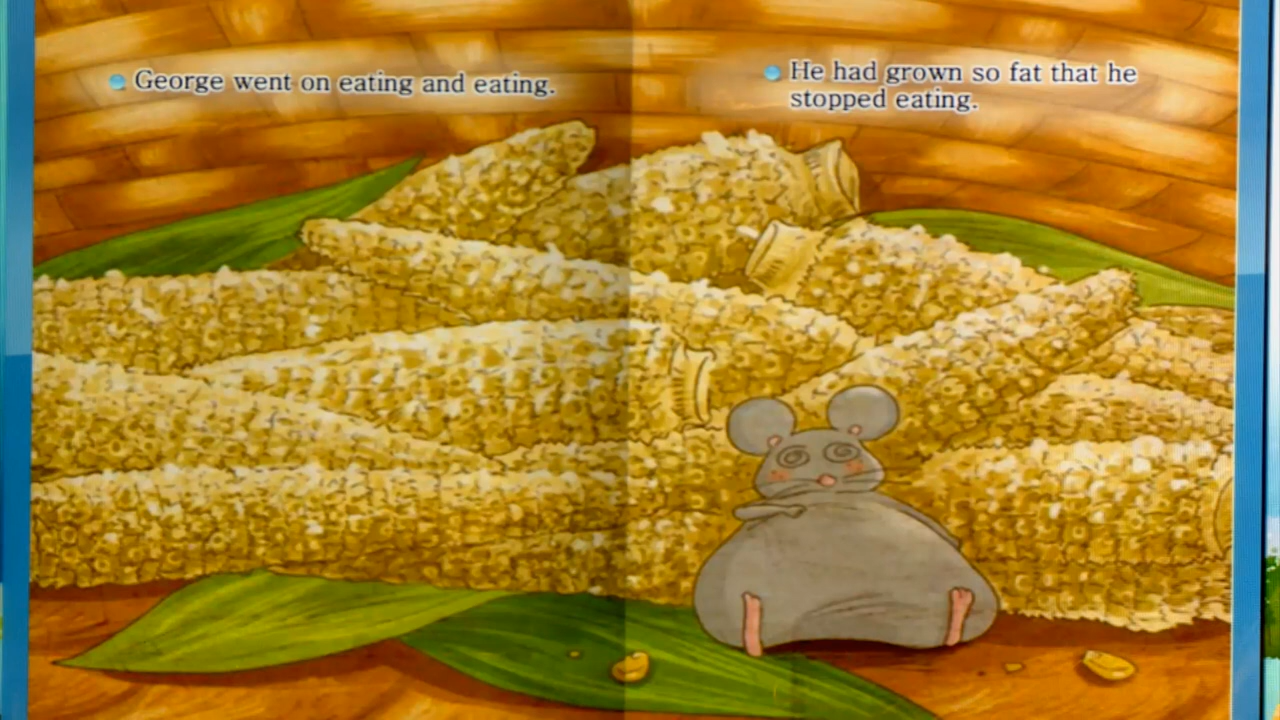 George went on eating and eating.
He had grown so fat that he
stopped eating.